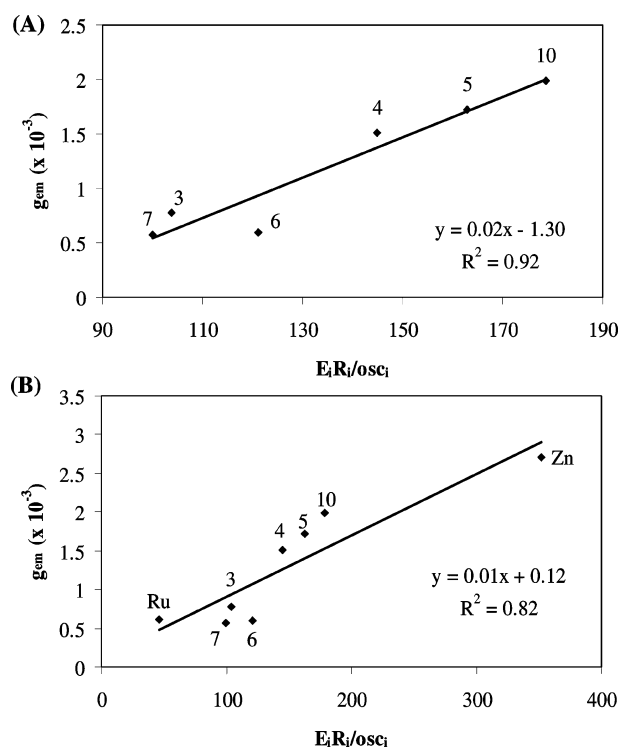 (A)
2.5
2
1.5
1
0.5
0
g_em (x 10^-3)
10
5
4
3
7
6
y = 0.02x - 1.30
R^2 = 0.92
90 110 130 150 170 190
E_iR_i/osc_i
(B)
3.5
3
2.5
2
1.5
1
0.5
0
g_em (x 10^-3)
Zn
10
5
4
3
Ru
7
6
y = 0.01x + 0.12
R^2 = 0.82
0 100 200 300 400
E_iR_i/osc_i